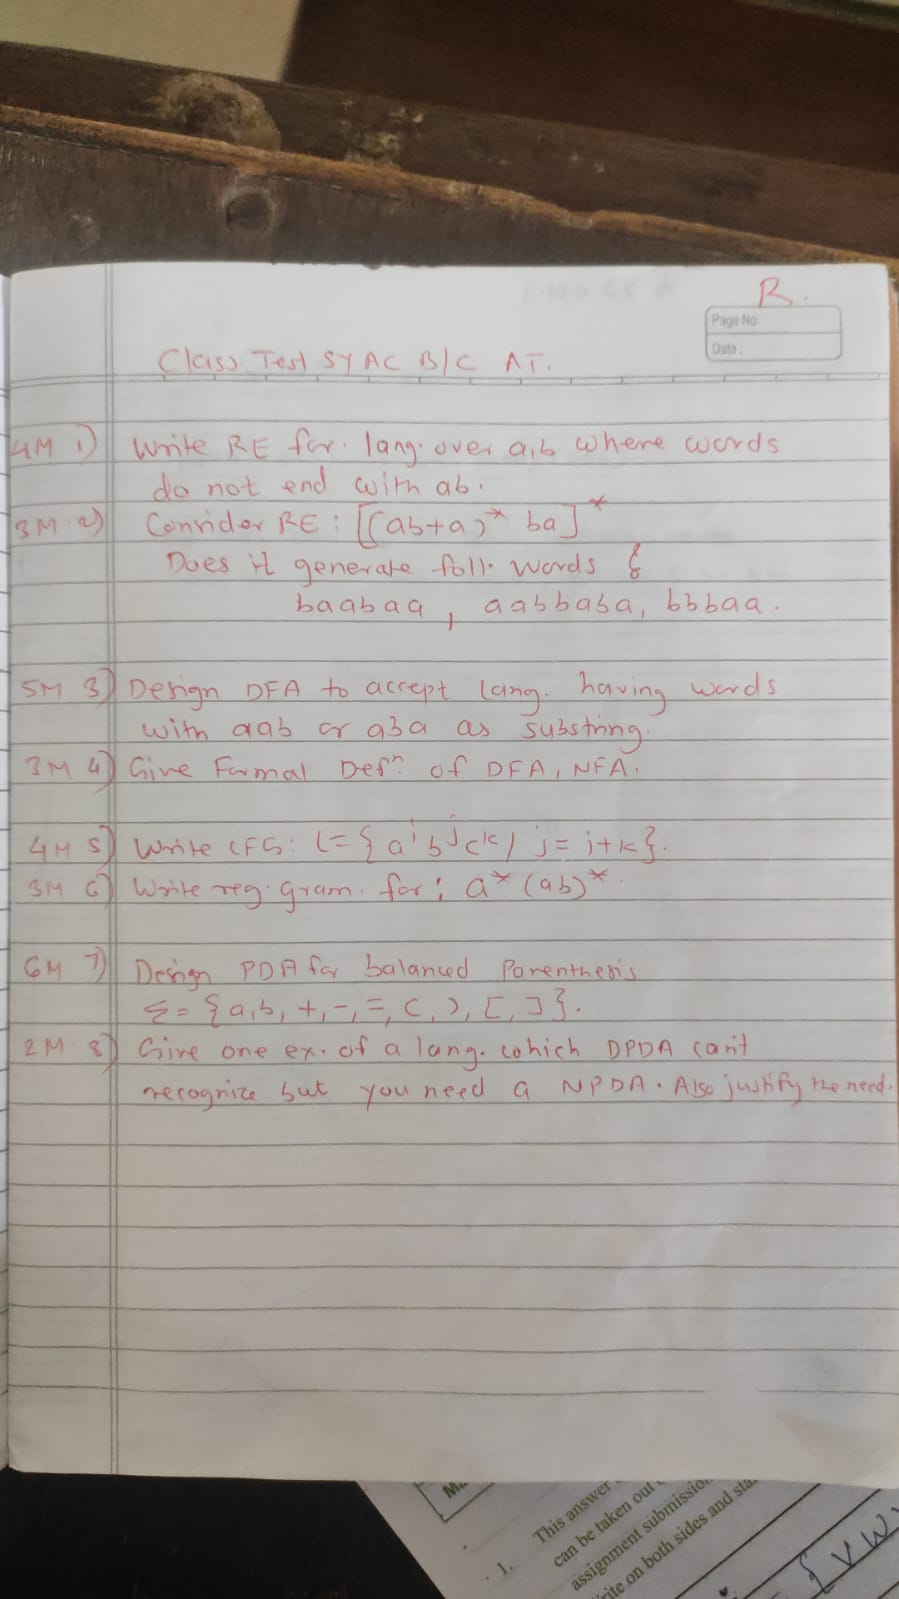 R.
Page No.
Date:
Class Test SY AC B/C AT.
4M 1) Write RE for lang. over a,b where words
do not end with ab.
3M 2) Consider RE: [(ab+a)* ba]*
Does it generate foll. words
baabaa, aabbaba, bbbaa.
5M 3) Design DFA to accept lang. having words
with aab or aba as substring.
3M 4) Give Formal Defn of DFA, NFA.
4M 5) Write CFG: L={a^i b^j c^k / j=i+k}.
3M 6) Write reg. gram. for: a*(ab)*.
6M 7) Design PDA for balanced Parenthesis
Σ={a,b,+,-,=,(,),[,]}.
2M 8) Give one ex. of a lang. which DPDA can't
recognize but you need a NPDA. Also justify the need.
1. This answer
can be taken out
assignment submission
on both sides and